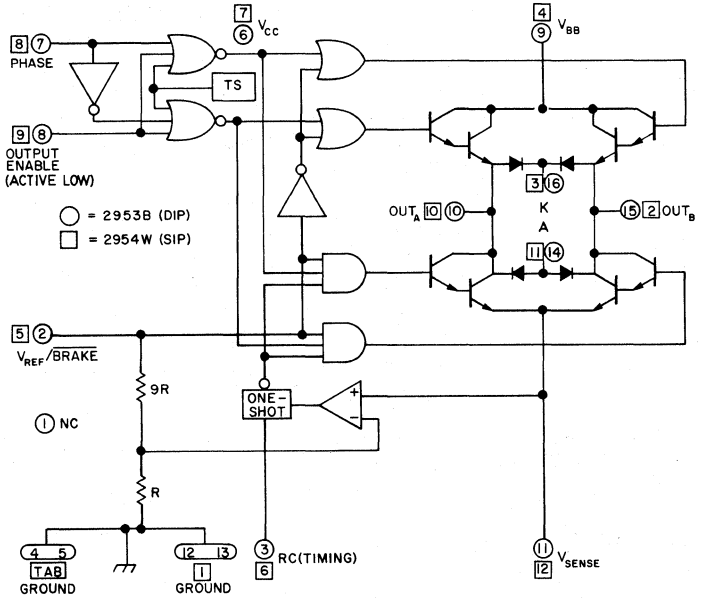 7 4
8 7 6 VCC 9 VBB
PHASE
TS
9 8
OUTPUT
ENABLE
(ACTIVE LOW)
3 16
○ = 2953B (DIP)
□ = 2954W (SIP)
OUTA 10 10 K 15 2 OUTB
A
11 14
5 2
VREF/BRAKE
9R
ONE-
SHOT
+
−
1 NC
R
4 5 12 13 3 RC(TIMING) 11 VSENSE
TAB 1 6 12
GROUND GROUND